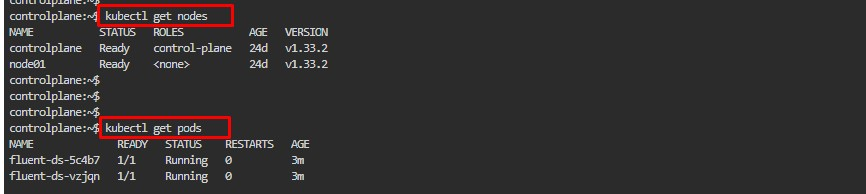 controlplane:~$
controlplane:~$ kubectl get nodes
NAME STATUS ROLES AGE VERSION
controlplane Ready control-plane 24d v1.33.2
node01 Ready <none> 24d v1.33.2
controlplane:~$
controlplane:~$
controlplane:~$
controlplane:~$ kubectl get pods
NAME READY STATUS RESTARTS AGE
fluent-ds-5c4b7 1/1 Running 0 3m
fluent-ds-vzjqn 1/1 Running 0 3m